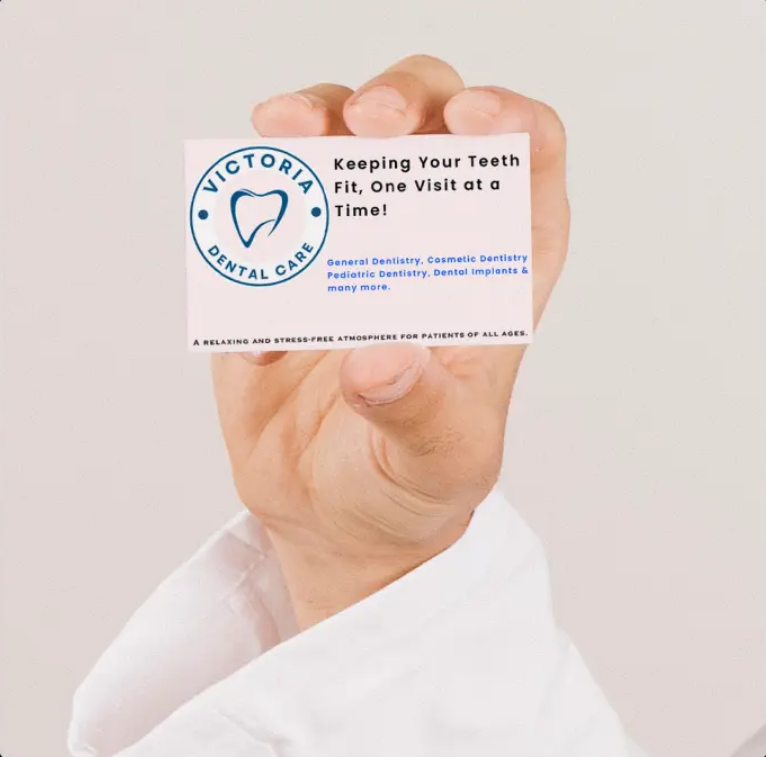 VICTORIA
DENTAL CARE
Keeping Your Teeth
Fit, One Visit at a
Time!
General Dentistry, Cosmetic Dentistry
Pediatric Dentistry, Dental Implants &
many more.
A RELAXING AND STRESS-FREE ATMOSPHERE FOR PATIENTS OF ALL AGES.